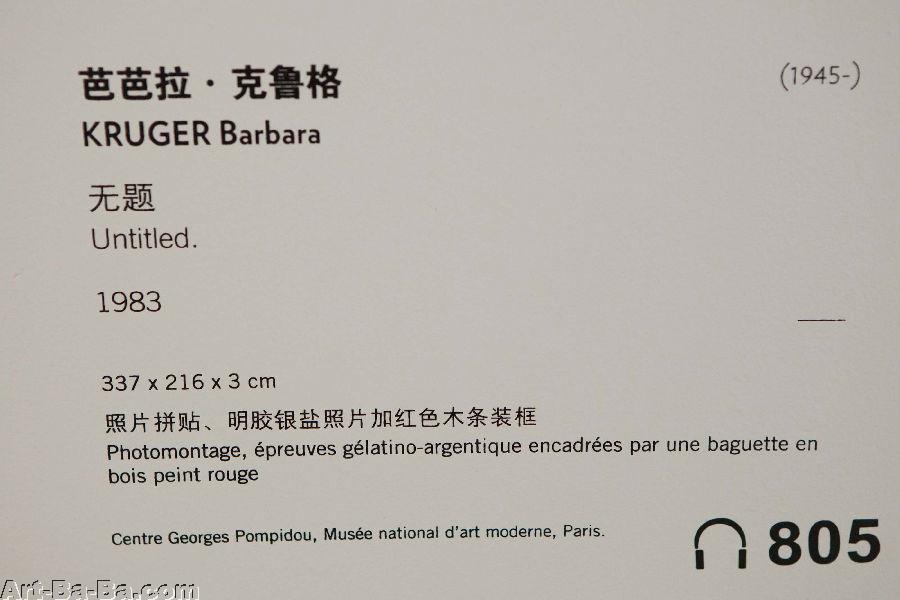 芭芭拉·克鲁格
(1945-)
KRUGER Barbara
无题
Untitled.
1983
337 x 216 x 3 cm
照片拼贴、明胶银盐照片加红色木条装框
Photomontage, épreuves gélatino-argentique encadrées par une baguette en
bois peint rouge
Centre Georges Pompidou, Musée national d'art moderne, Paris.
805
Art-Ba-Ba.com